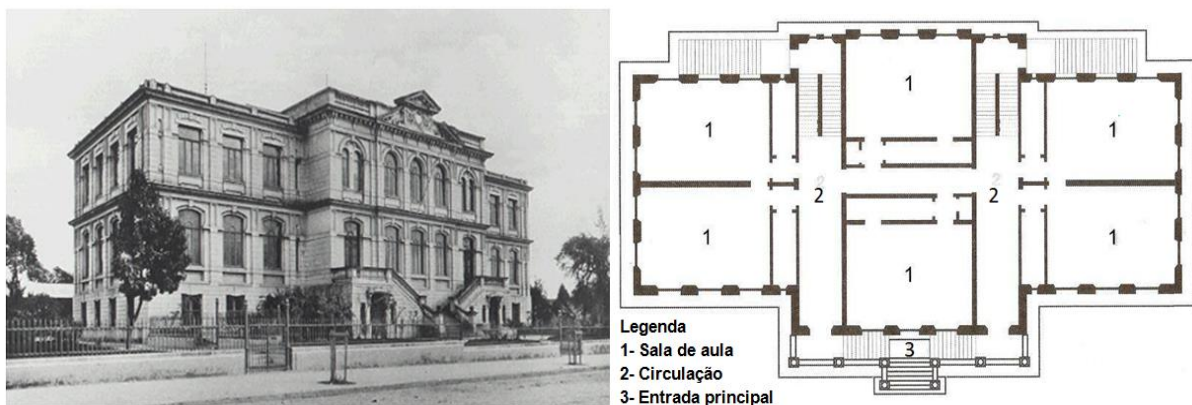 1
1
1
2
2
1
1
1
3
Legenda
1- Sala de aula
2- Circulação
3- Entrada principal